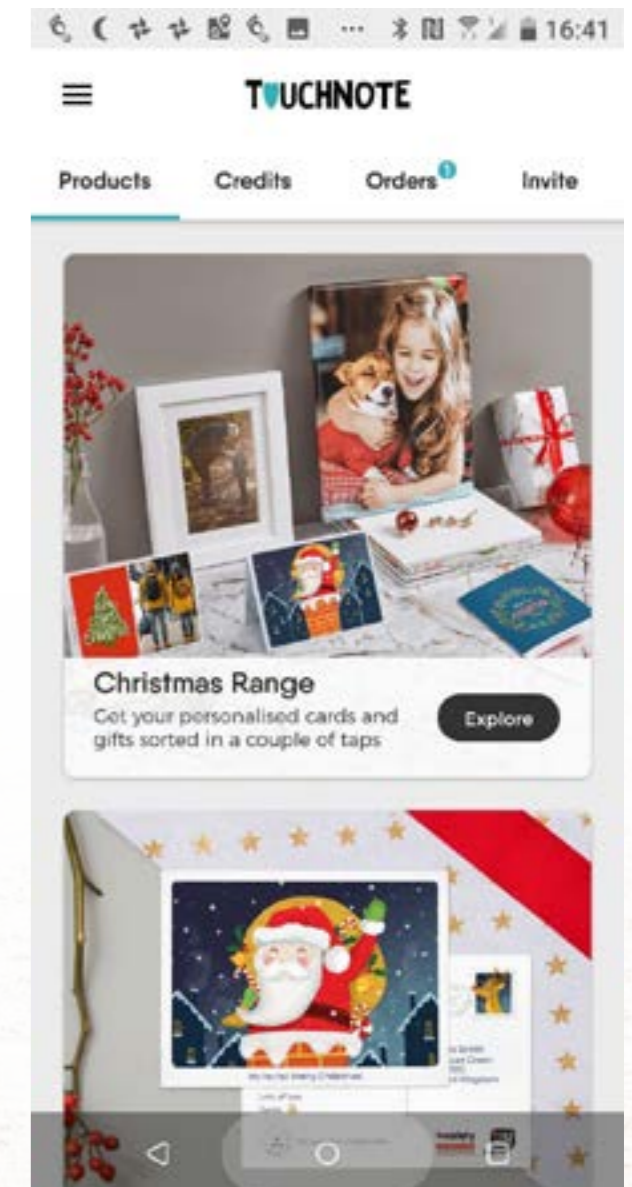 16:41
TOUCHNOTE
Products Credits Orders 1 Invite
Christmas Range
Get your personalised cards and
gifts sorted in a couple of taps
Explore